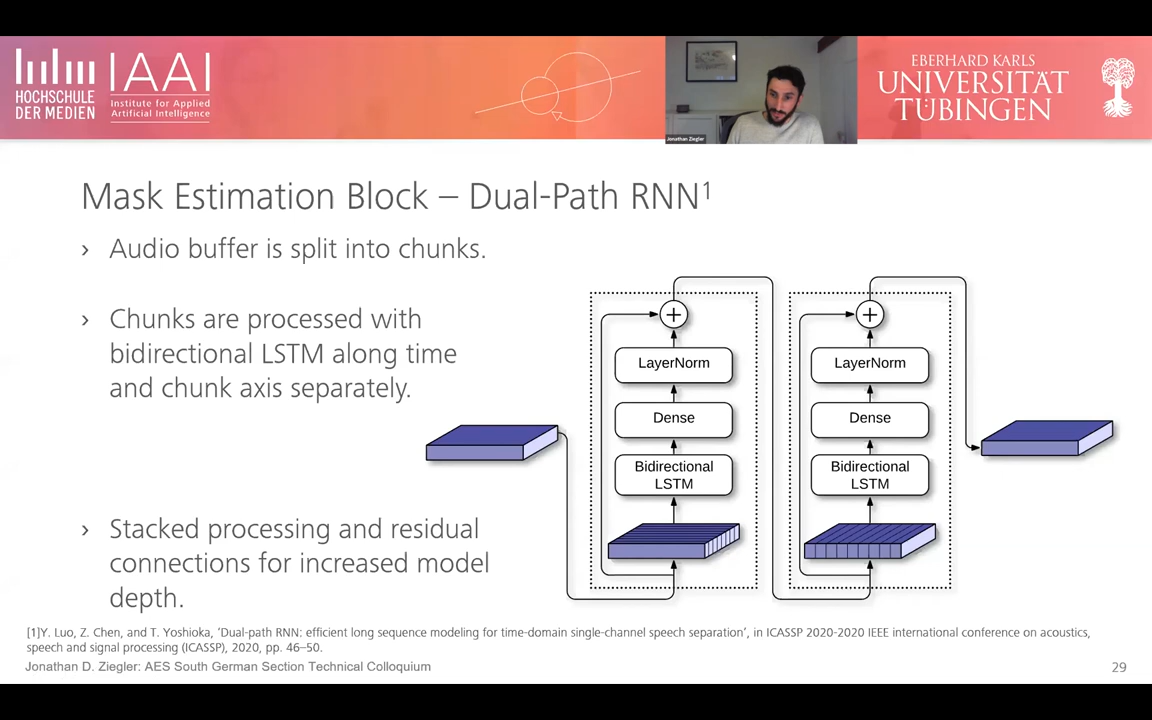 HOCHSCHULE
DER MEDIEN
IAAI
Institute for Applied
Artificial Intelligence
Jonathan Ziegler
EBERHARD KARLS
UNIVERSITÄT
TÜBINGEN
Mask Estimation Block – Dual-Path RNN1
› Audio buffer is split into chunks.
› Chunks are processed with
bidirectional LSTM along time
and chunk axis separately.
› Stacked processing and residual
connections for increased model
depth.
+
LayerNorm
Dense
Bidirectional
LSTM
+
LayerNorm
Dense
Bidirectional
LSTM
[1]Y. Luo, Z. Chen, and T. Yoshioka, ‘Dual-path RNN: efficient long sequence modeling for time-domain single-channel speech separation’, in ICASSP 2020-2020 IEEE international conference on acoustics,
speech and signal processing (ICASSP), 2020, pp. 46–50.
Jonathan D. Ziegler: AES South German Section Technical Colloquium
29